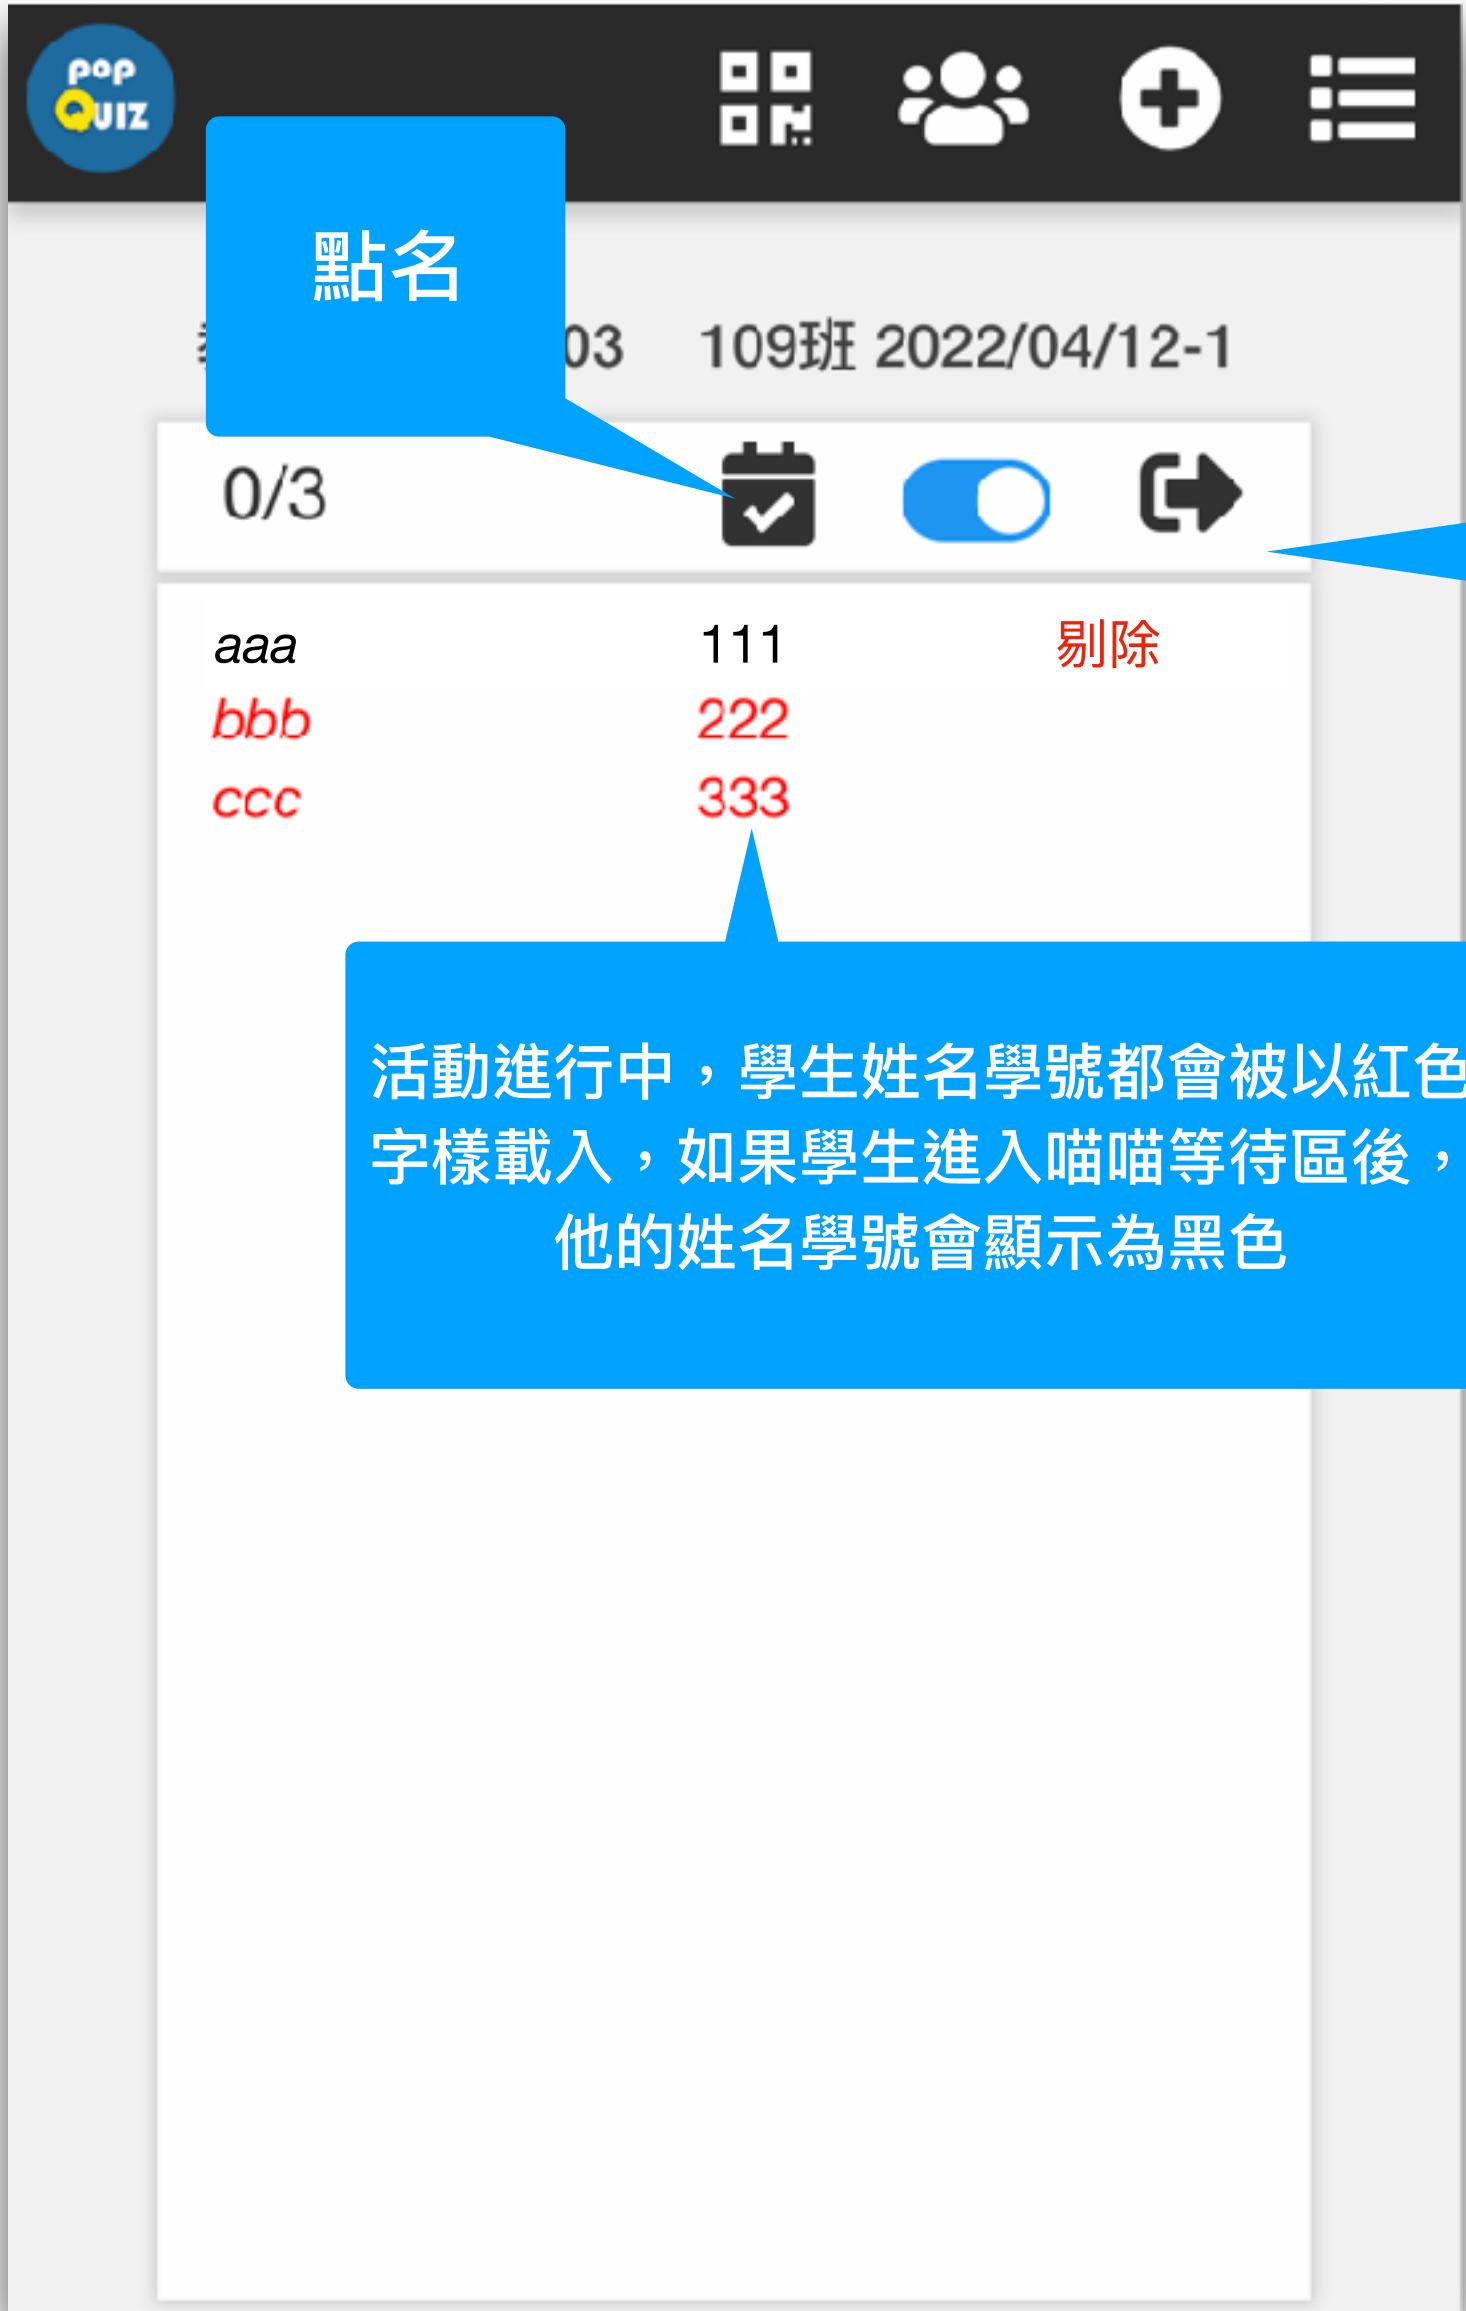 pop
QUIZ
點名
03 109班 2022/04/12-1
0/3
aaa 111 剔除
bbb 222
ccc 333
活動進行中，學生姓名學號都會被以紅色
字樣載入，如果學生進入喵喵等待區後，
他的姓名學號會顯示為黑色